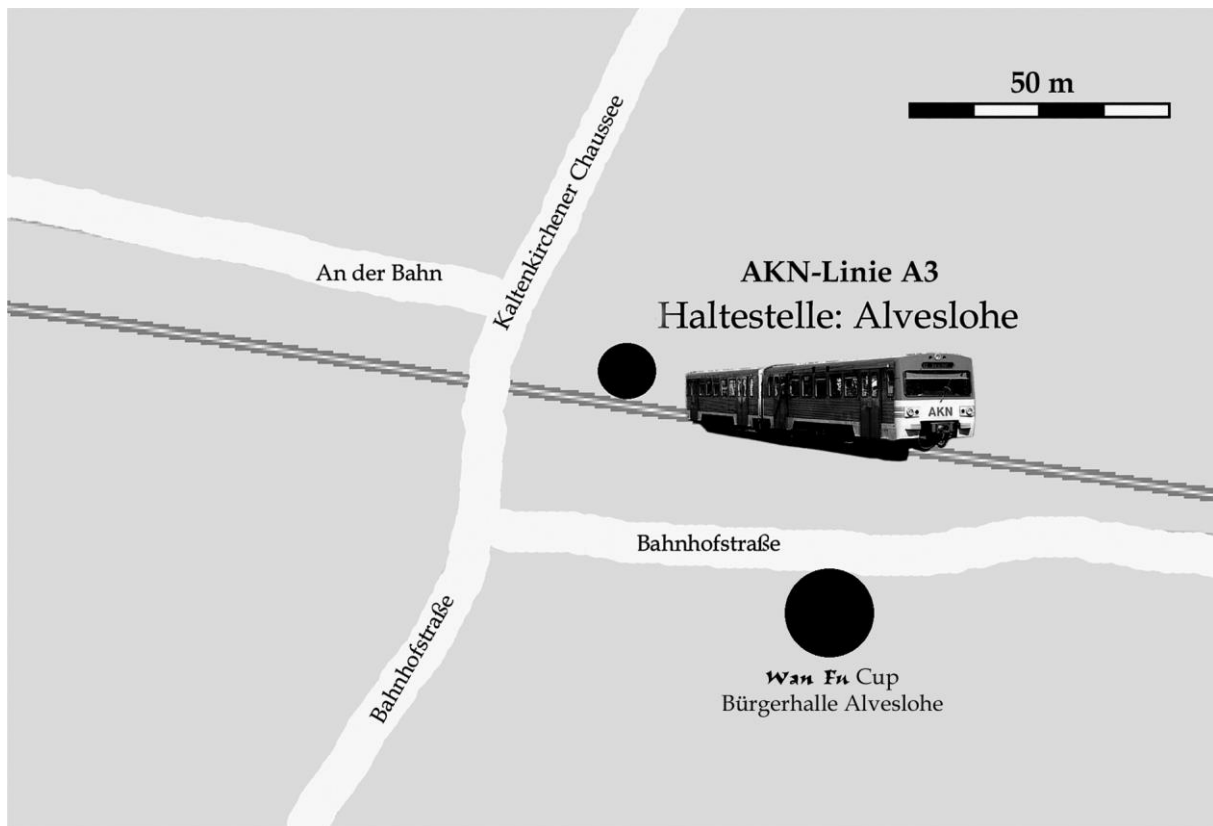 50 m
Kaltenkirchener Chaussee
An der Bahn
AKN-Linie A3
Haltestelle: Alveslohe
AKN
Bahnhofstraße
Bahnhofstraße
Wan Fu Cup
Bürgerhalle Alveslohe